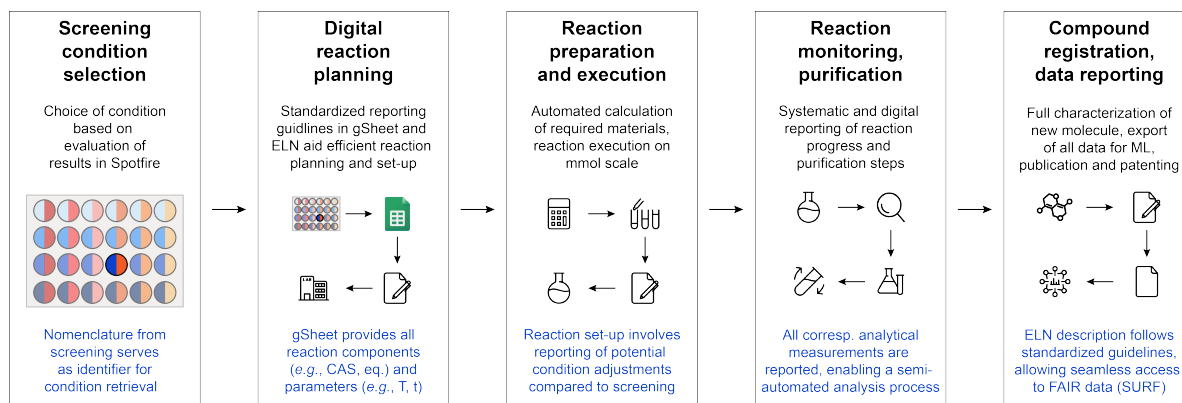 Screening
condition
selection
Choice of condition
based on
evaluation of
results in Spotfire
Nomenclature from
screening serves
as identifier for
condition retrieval
Digital
reaction
planning
Standardized reporting
guidlines in gSheet and
ELN aid efficient reaction
planning and set-up
LAB
gSheet provides all
reaction components
(e.g., CAS, eq.) and
parameters (e.g., T, t)
Reaction
preparation
and execution
Automated calculation
of required materials,
reaction execution on
mmol scale
Reaction set-up involves
reporting of potential
condition adjustments
compared to screening
Reaction
monitoring,
purification
Systematic and digital
reporting of reaction
progress and
purification steps
All corresp. analytical
measurements are
reported, enabling a semi-
automated analysis process
Compound
registration,
data reporting
Full characterization of
new molecule, export
of all data for ML,
publication and patenting
ELN description follows
standardized guidelines,
allowing seamless access
to FAIR data (SURF)